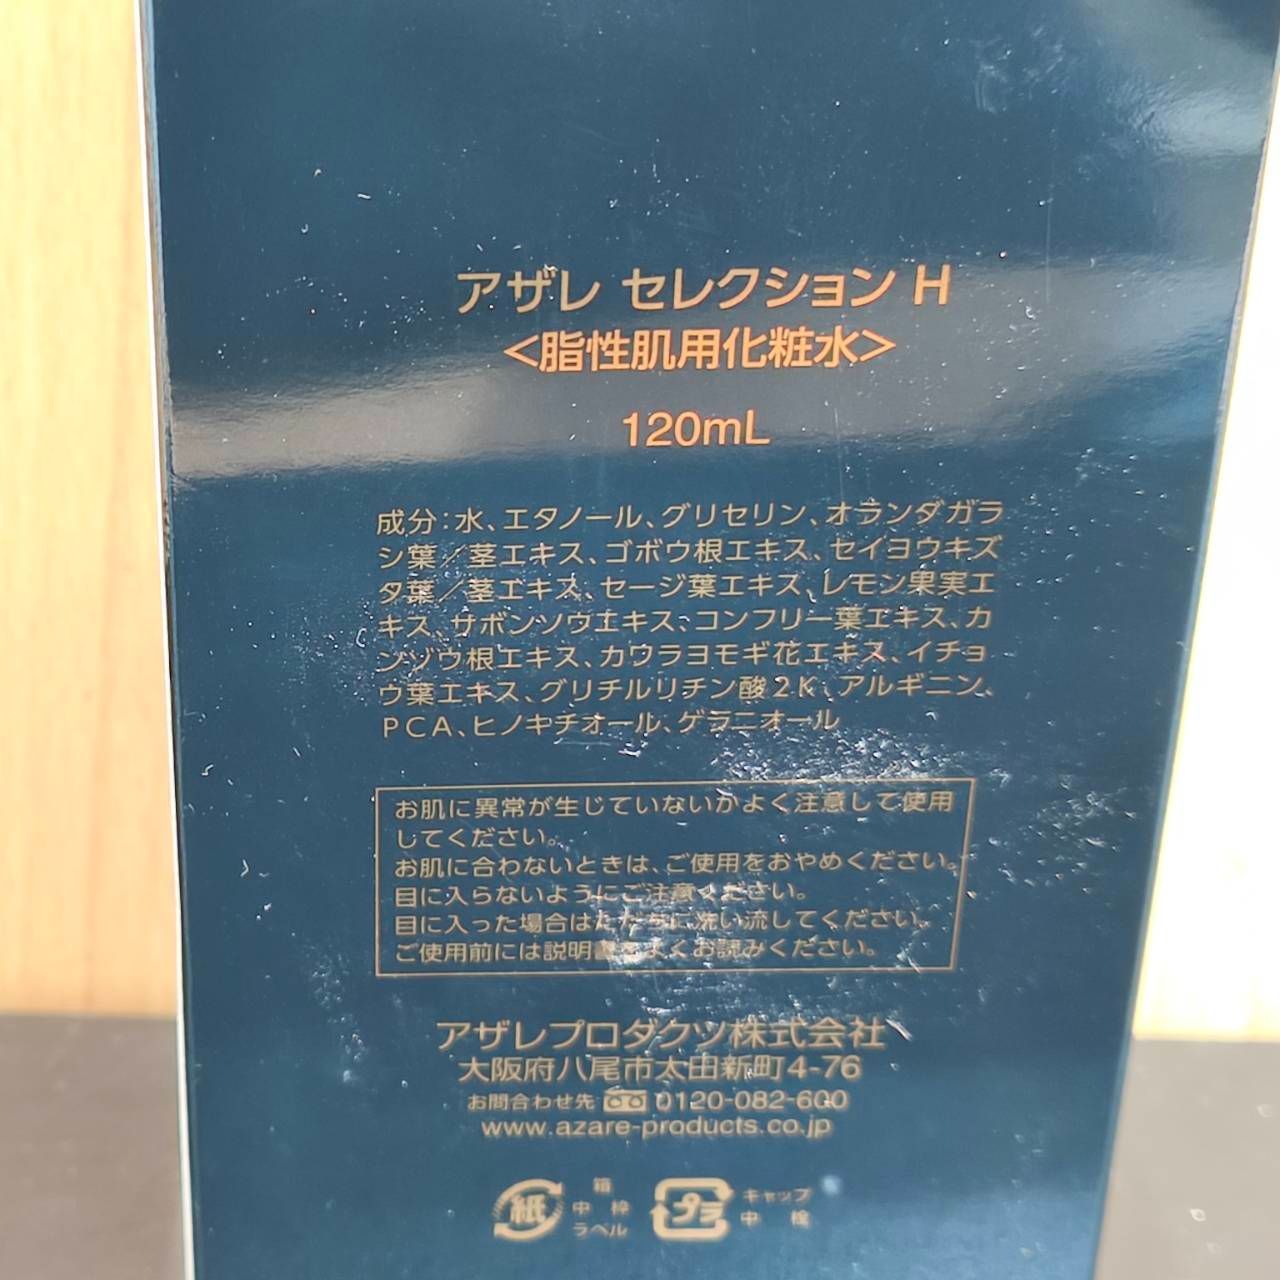 アザレ セレクション H
<脂性肌用化粧水>
120mL
成分：水、エタノール、グリセリン、オランダガラ
シ葉／茎エキス、ゴボウ根エキス、セイヨウキズ
タ葉／茎エキス、セージ葉エキス、レモン果実エ
キス、サボンソウエキス、コンフリー葉エキス、カ
ンゾウ根エキス、カワラヨモギ花エキス、イチョ
ウ葉エキス、グリチルリチン酸2K、アルギニン、
PCA、ヒノキチオール、ゲラニオール
お肌に異常が生じていないかよく注意して使用
してください。
お肌に合わないときは、ご使用をおやめください。
目に入らないようにご注意ください。
目に入った場合はただちに洗い流してください。
ご使用前には説明書をよくお読みください。
アザレプロダクツ株式会社
大阪府八尾市太田新町4-76
お問合わせ先 0120-082-600
www.azare-products.co.jp
紙 箱 中枠 ラベル プラ キャップ 中検